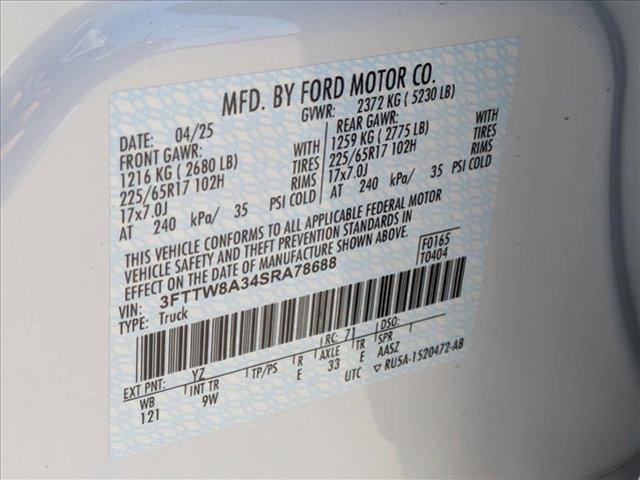 MFD. BY FORD MOTOR CO.
DATE: 04/25 GVWR: 2372 KG ( 5230 LB)
FRONT GAWR: WITH REAR GAWR: WITH
1216 KG ( 2680 LB) TIRES 1259 KG ( 2775 LB) TIRES
225/65R17 102H RIMS 225/65R17 102H RIMS
17x7.0J 17x7.0J
AT 240 kPa/ 35 PSI COLD AT 240 kPa/ 35 PSI COLD
THIS VEHICLE CONFORMS TO ALL APPLICABLE FEDERAL MOTOR
VEHICLE SAFETY AND THEFT PREVENTION STANDARDS IN
EFFECT ON THE DATE OF MANUFACTURE SHOWN ABOVE.
VIN: 3FTTW8A34SRA78688 F0165
TYPE: Truck T0404
EXT PNT: YZ RC: 71 DSO:
WB INT TR TP/PS R AXLE TR SPR
121 9W E 33 E AASZ
UTC ▽ RU5A-1520472-AB